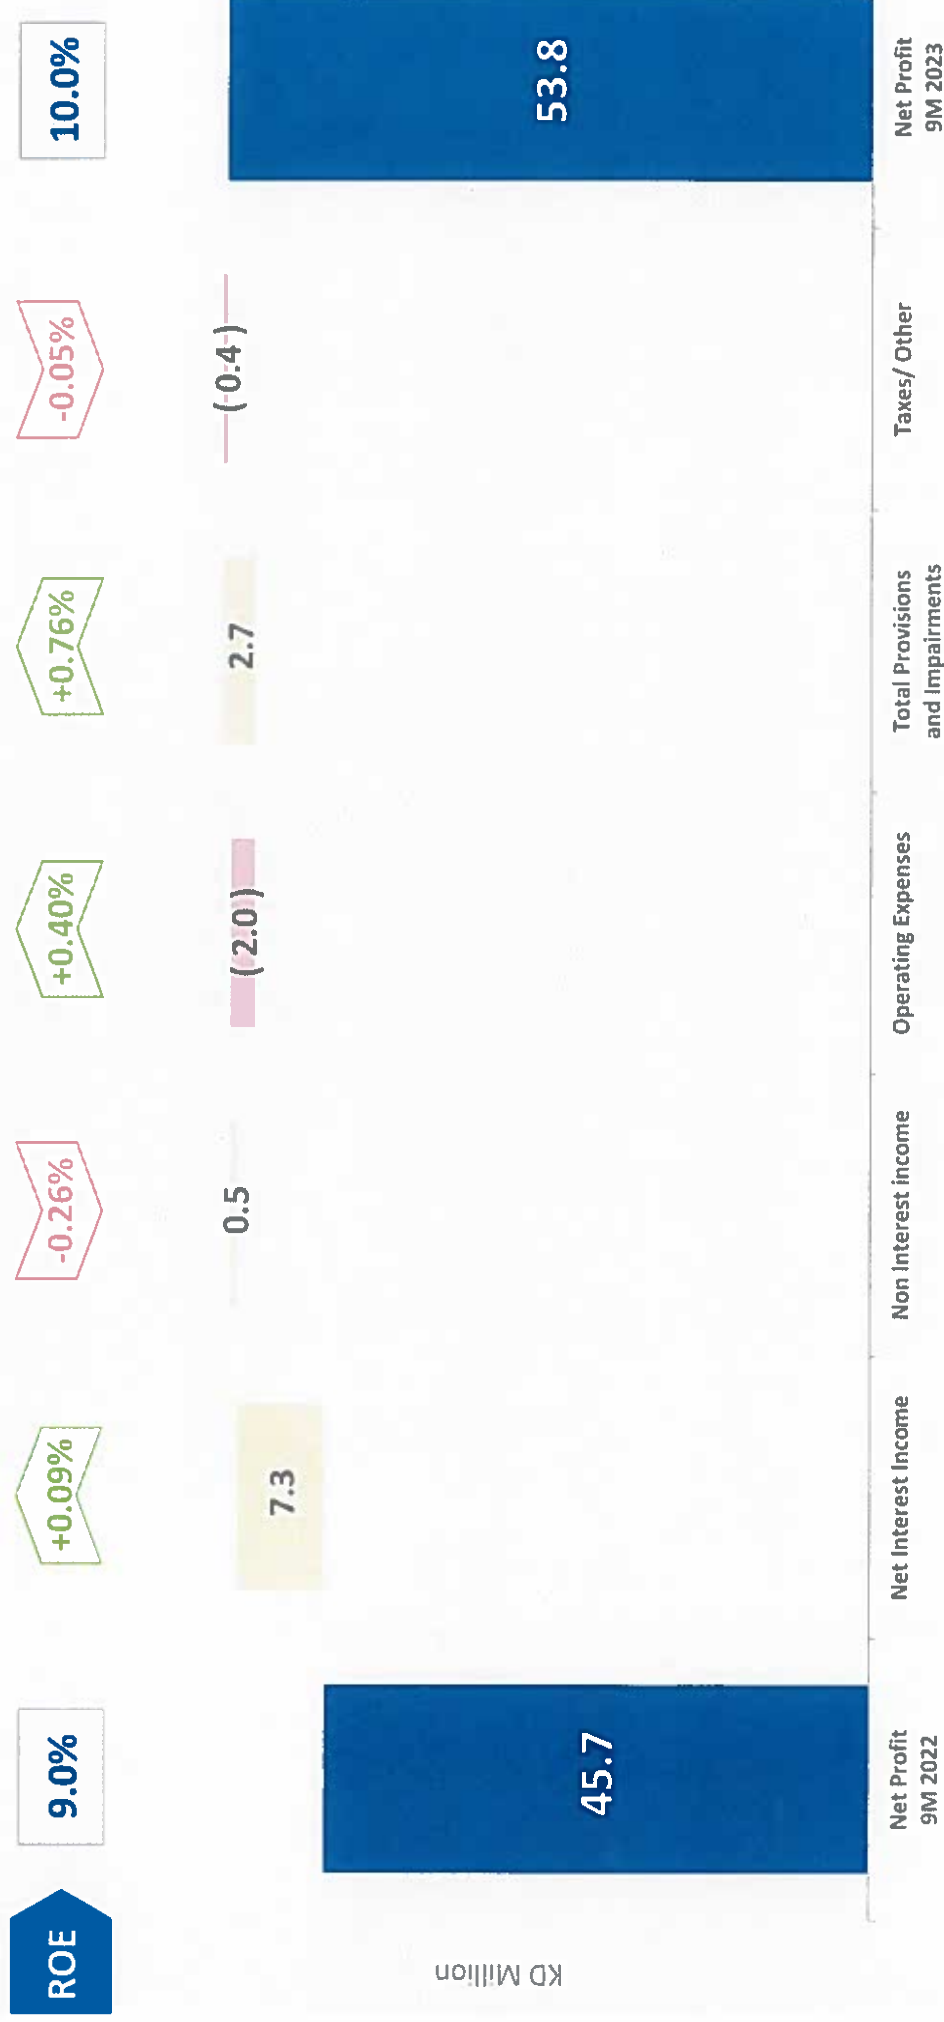 ROE
9.0%
+0.09%
-0.26%
+0.40%
+0.76%
-0.05%
10.0%
KD Million
45.7
7.3
0.5
(2.0)
2.7
(0.4)
53.8
Net Profit
9M 2022
Net Interest Income
Non Interest income
Operating Expenses
Total Provisions
and Impairments
Taxes/ Other
Net Profit
9M 2023